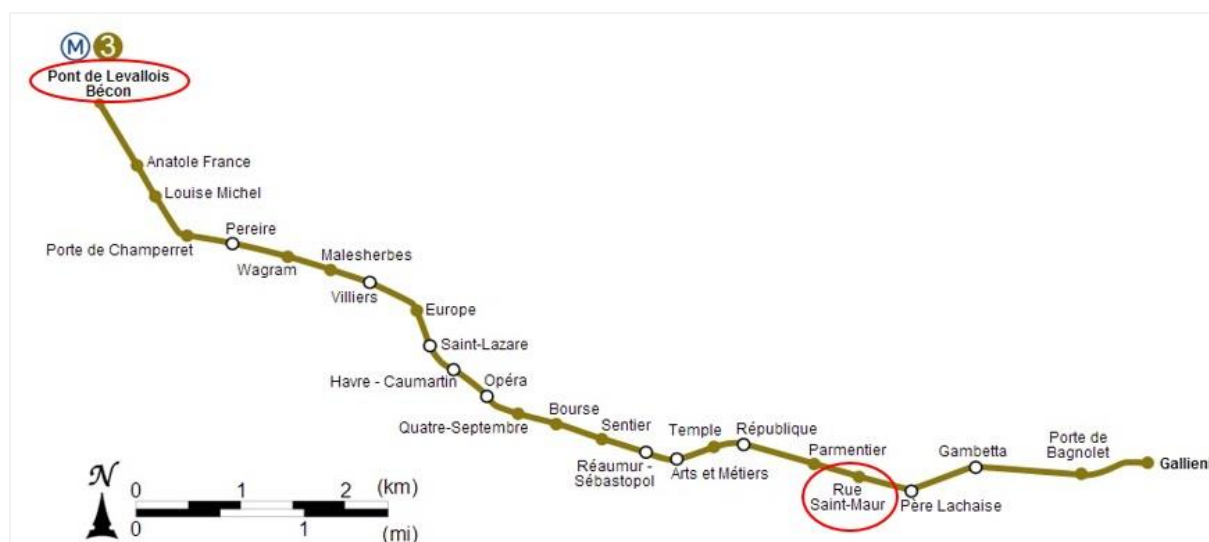 M 3
Pont de Levallois
Bécon
Anatole France
Louise Michel
Pereire
Porte de Champerret
Malesherbes
Wagram
Villiers
Europe
Saint-Lazare
Havre - Caumartin
Opéra
Bourse
Quatre-Septembre
Sentier
Temple
République
Réaumur -
Sébastopol
Arts et Métiers
Parmentier
Rue
Saint-Maur
Père Lachaise
Gambetta
Porte de
Bagnolet
Gallieni
N
0 1 2 (km)
0 1 (mi)